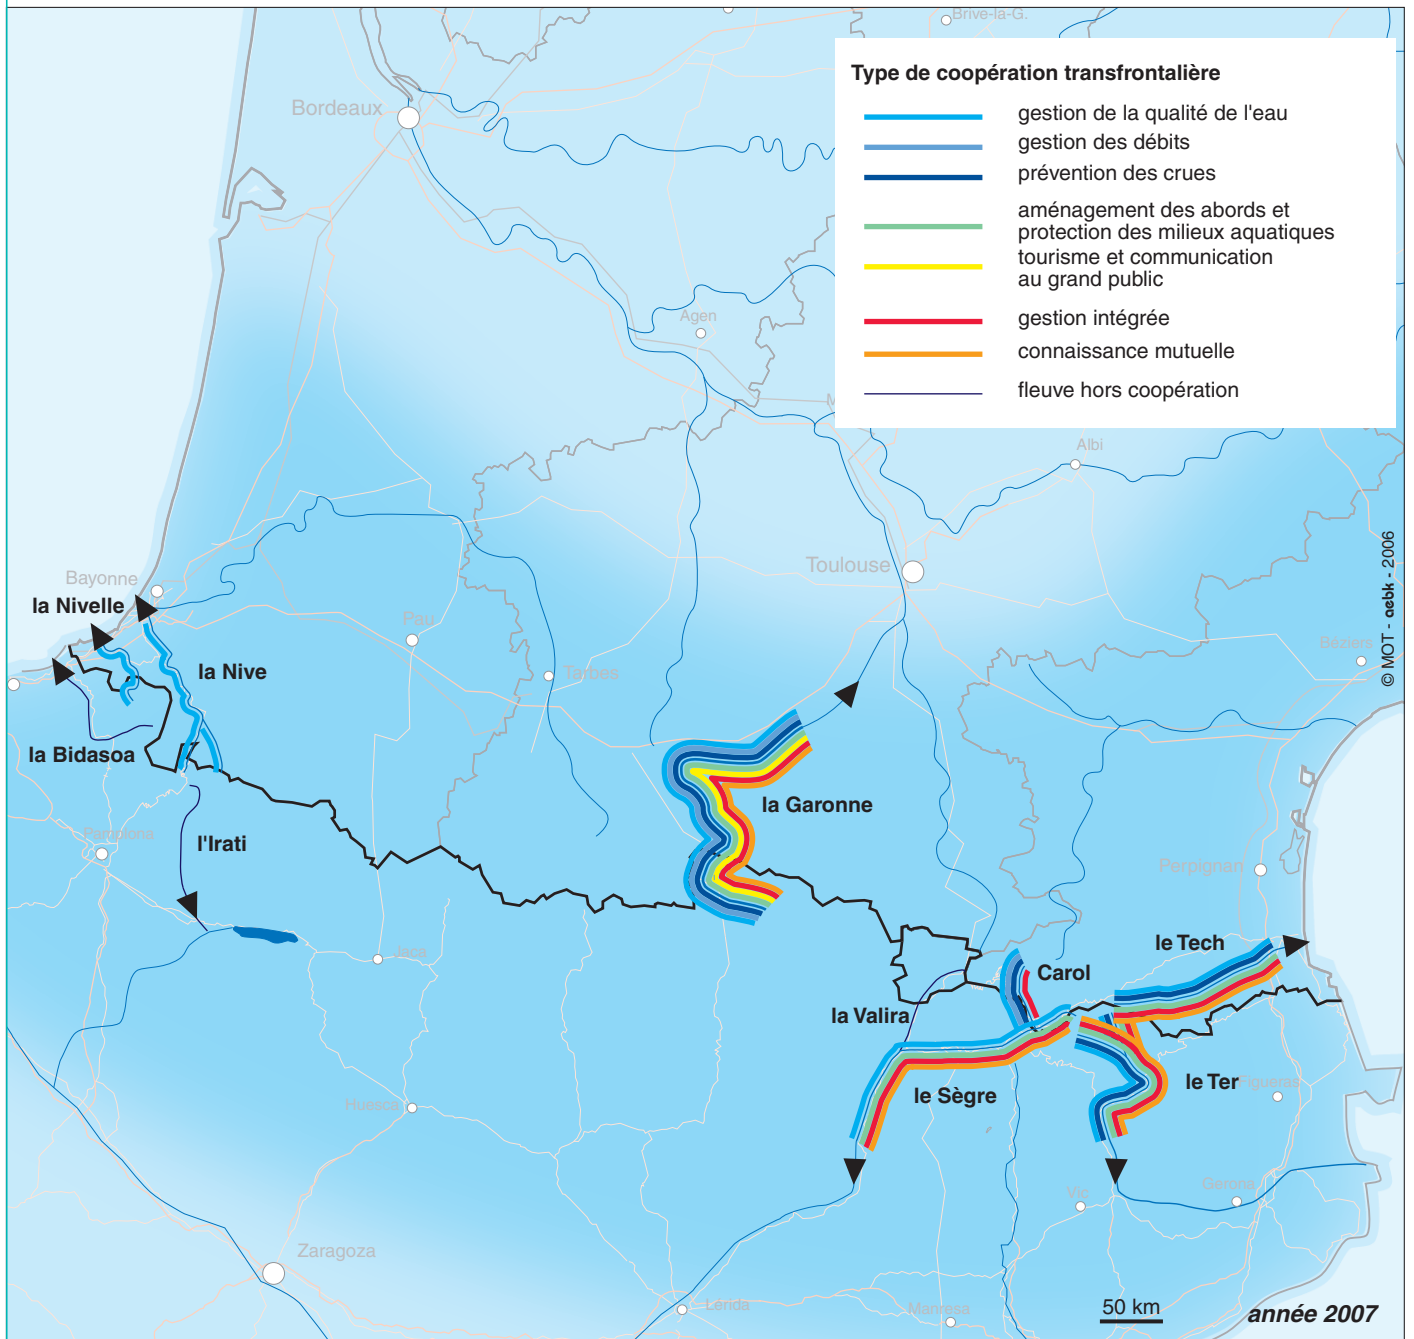 Brive-la-G.
Type de coopération transfrontalière
gestion de la qualité de l'eau
gestion des débits
prévention des crues
aménagement des abords et
protection des milieux aquatiques
tourisme et communication
au grand public
gestion intégrée
connaissance mutuelle
fleuve hors coopération
Bordeaux
Agen
Albi
Toulouse
Bayonne
la Nivelle
Pau
Tarbes
Béziers
© MOT - aebk - 2006
la Nive
la Bidasoa
la Garonne
Pamplona
l'Irati
Perpignan
Jaca
le Tech
Carol
la Valira
le Sègre
le Ter
Figueras
Huesca
Vic
Gerona
Zaragoza
Lérida
Manresa
50 km
année 2007